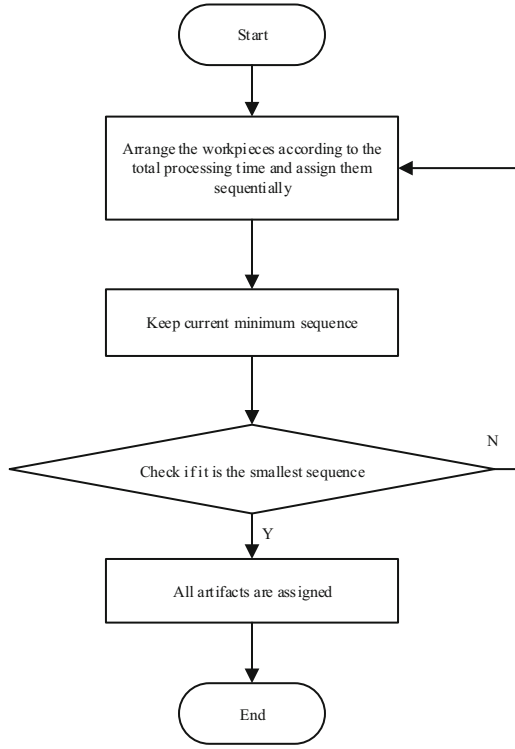 Start
Arrange the workpieces according to the
total processing time and assign them
sequentially
Keep current minimum sequence
Check if it is the smallest sequence
N
Y
All artifacts are assigned
End